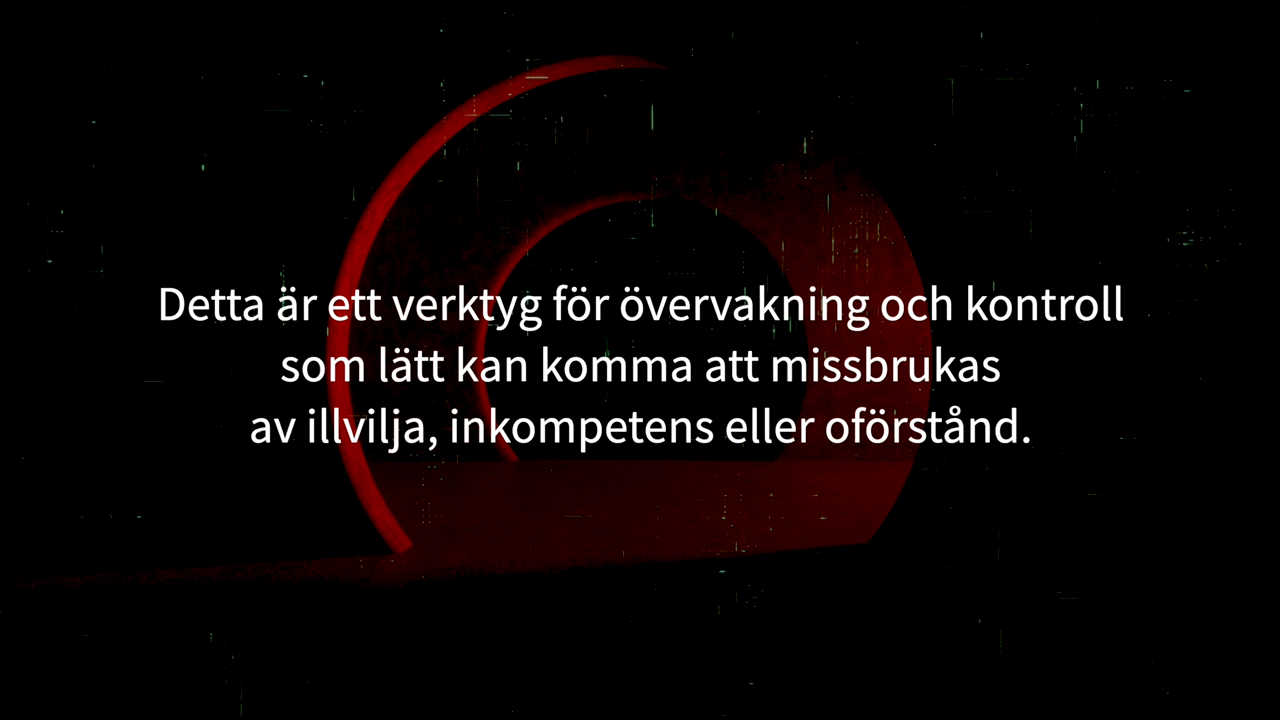 Detta är ett verktyg för övervakning och kontroll
som lätt kan komma att missbrukas
av illvilja, inkompetens eller oförstånd.